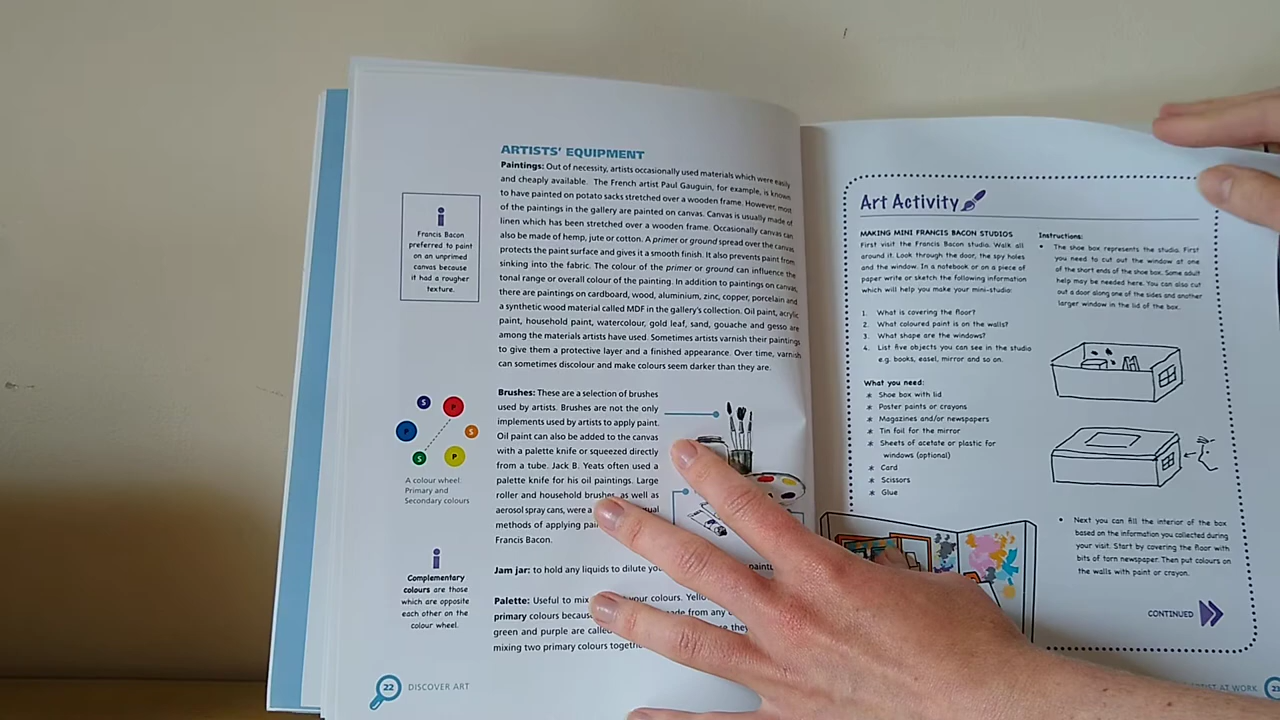 ARTISTS' EQUIPMENT
Paintings: Out of necessity, artists occasionally used materials which were easily
and cheaply available. The French artist Paul Gauguin, for example, is known
to have painted on potato sacks stretched over a wooden frame. However, most
of the paintings in the gallery are painted on canvas. Canvas is usually made of
linen which has been stretched over a wooden frame. Occasionally canvas can
also be made of hemp, jute or cotton. A primer or ground spread over the canvas
protects the paint surface and gives it a smooth finish. It also prevents paint from
sinking into the fabric. The colour of the primer or ground can influence the
tonal range or overall colour of the painting. In addition to paintings on canvas,
there are paintings on cardboard, wood, aluminium, zinc, copper, porcelain and
a synthetic wood material called MDF in the gallery's collection. Oil paint, acrylic
paint, household paint, watercolour, gold leaf, sand, gouache and gesso are
among the materials artists have used. Sometimes artists varnish their paintings
to give them a protective layer and a finished appearance. Over time, varnish
can sometimes discolour and make colours seem darker than they are.
i
Francis Bacon
preferred to paint
on an unprimed
canvas because
it had a rougher
texture.
Brushes: These are a selection of brushes
used by artists. Brushes are not the only
implements used by artists to apply paint.
Oil paint can also be added to the canvas
with a palette knife or squeezed directly
from a tube. Jack B. Yeats often used a
palette knife for his oil paintings. Large
roller and household brushes, as well as
aerosol spray cans, were a
methods of applying
Francis Bacon.
S
P
P
S
S
P
A colour wheel:
Primary and
Secondary colours
i
Complementary
colours are those
which are opposite
each other on the
colour wheel.
Jam jar: to hold any liquids to dilute
Palette: Useful to mix your colours.
primary colours made from any
green and purple are called they
mixing two primary colours
22 DISCOVER ART
Art Activity
MAKING MINI FRANCIS BACON STUDIOS
First visit the Francis Bacon studio. Walk all
around it. Look through the door, the spy holes
and the window. In a notebook or on a piece of
paper write or sketch the following information
which will help you make your mini-studio:
1. What is covering the floor?
2. What coloured paint is on the walls?
3. What shape are the windows?
4. List five objects you can see in the studio
e.g. books, easel, mirror and so on.
What you need:
* Shoe box with lid
* Poster paints or crayons
* Magazines and/or newspapers
* Tin foil for the mirror
* Sheets of acetate or plastic for
windows (optional)
* Card
* Scissors
* Glue
Instructions:
• The shoe box represents the studio. First
you need to cut out the window at one
of the short ends of the shoe box. Some adult
help may be needed here. You can also cut
out a door along one of the sides and another
larger window in the lid of the box.
• Next you can fill the interior of the box
based on the information you collected during
your visit. Start by covering the floor with
bits of torn newspaper. Then put colours on
the walls with paint or crayon.
CONTINUED
ARTIST AT WORK 23